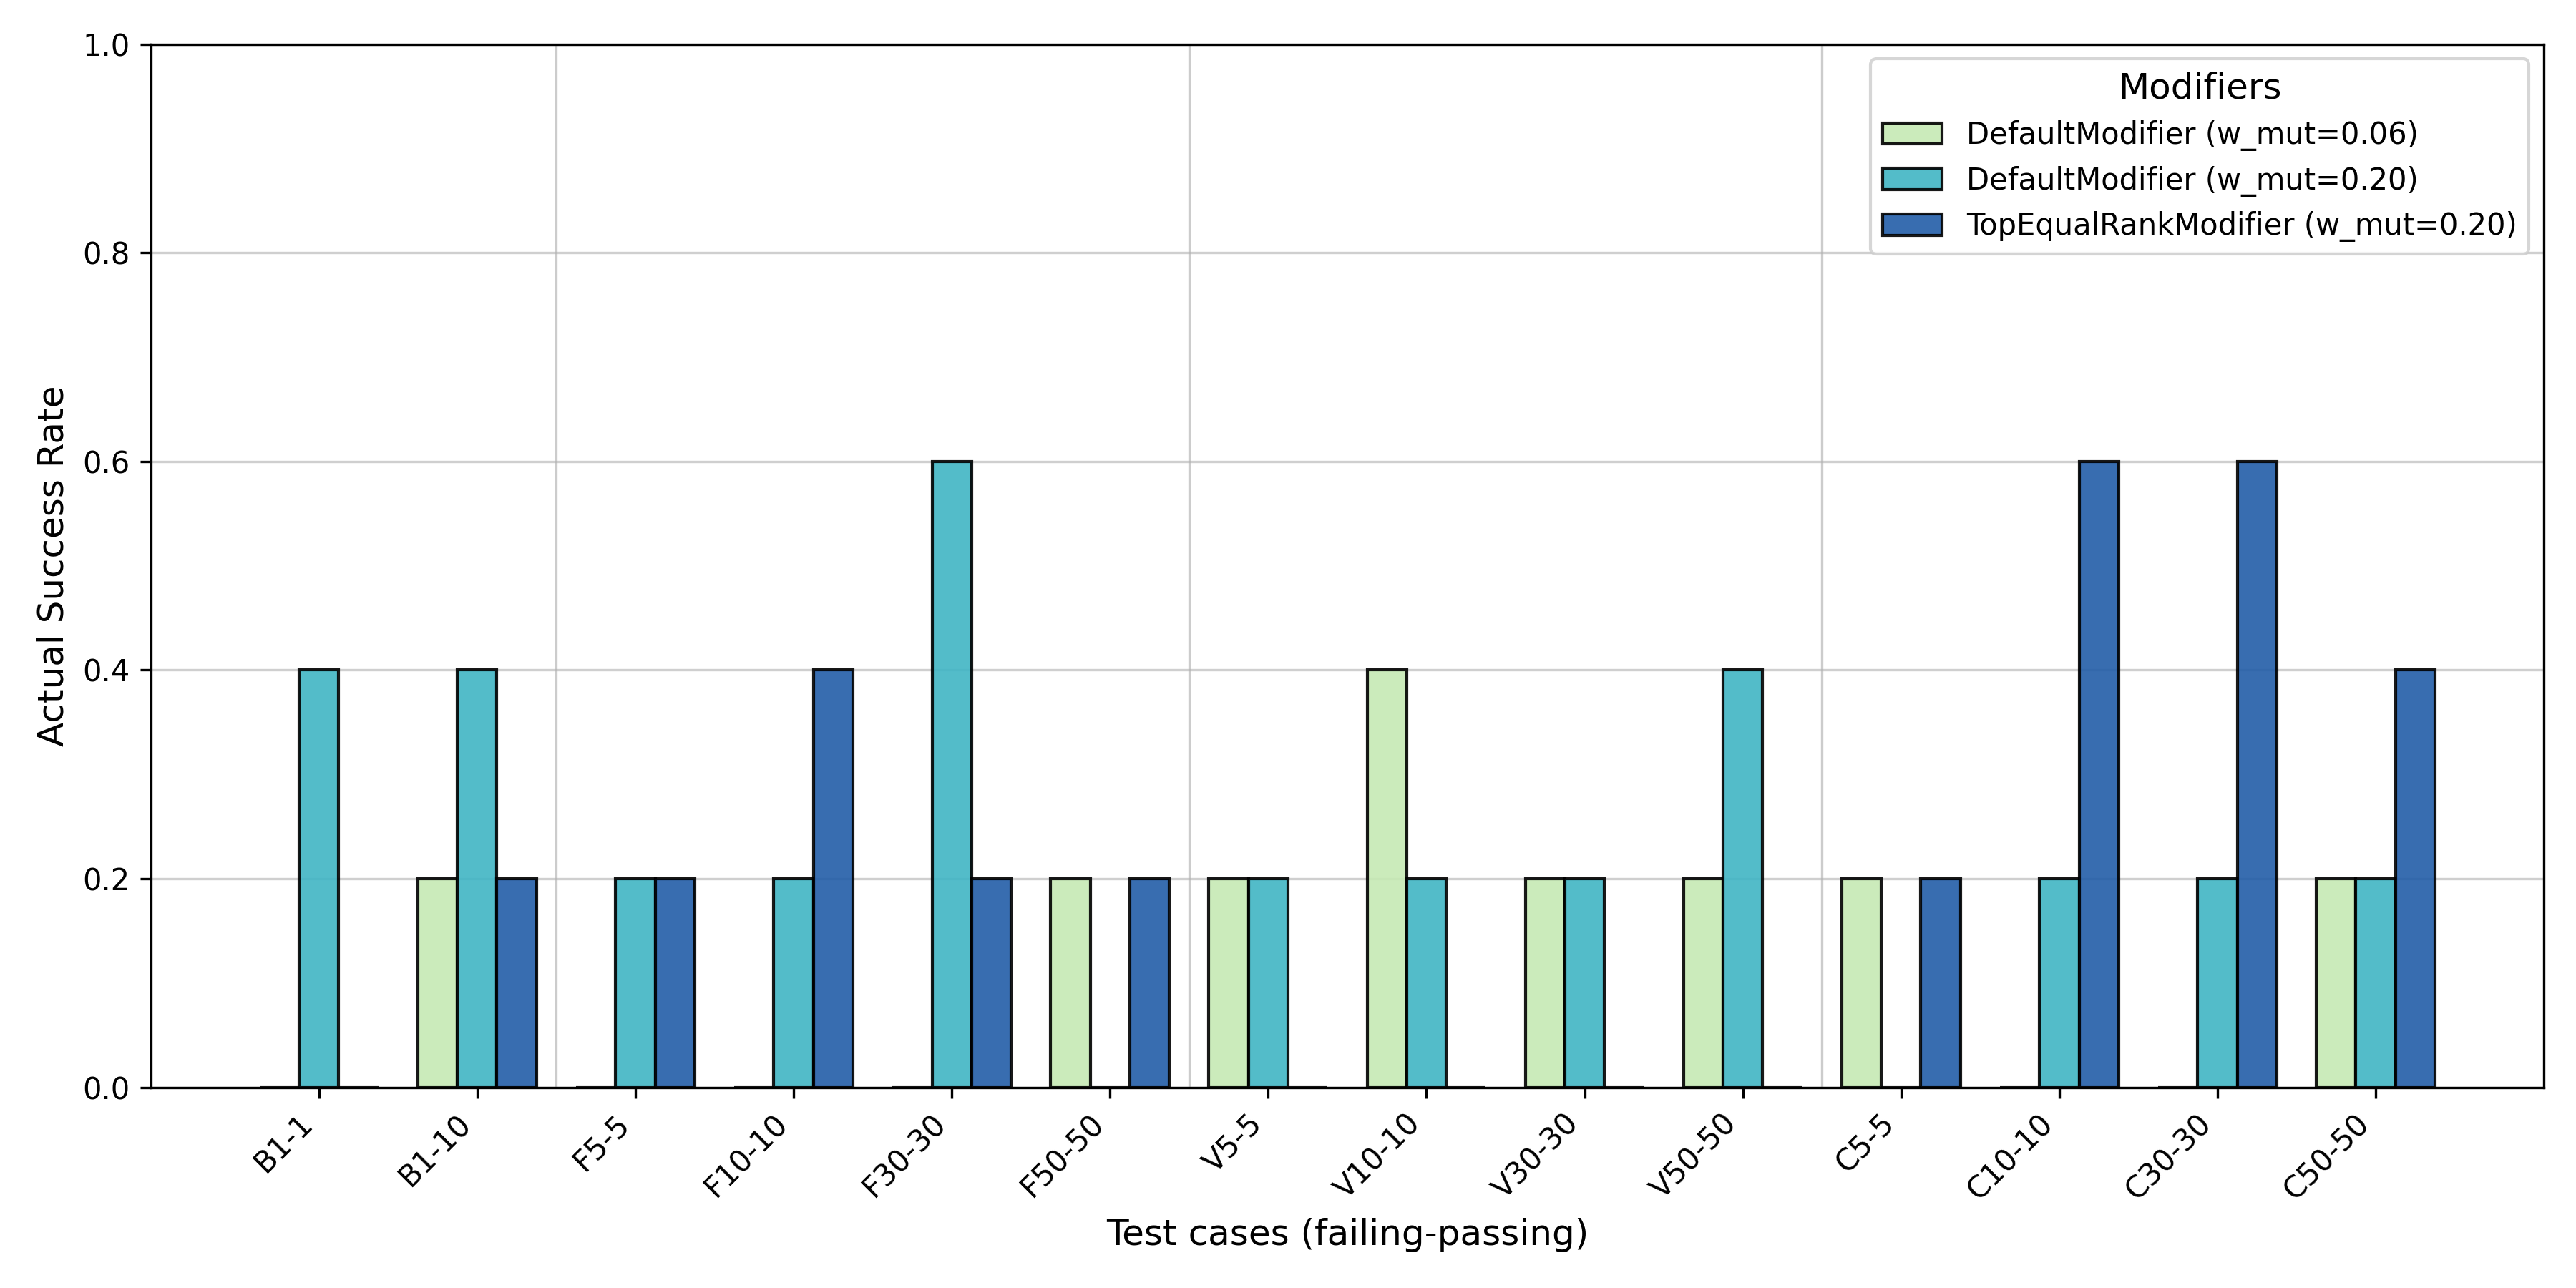 Modifiers
DefaultModifier (w_mut=0.06)
DefaultModifier (w_mut=0.20)
TopEqualRankModifier (w_mut=0.20)
Actual Success Rate
1.0
0.8
0.6
0.4
0.2
0.0
B1-1
B1-10
F5-5
F10-10
F30-30
F50-50
V5-5
V10-10
V30-30
V50-50
C5-5
C10-10
C30-30
C50-50
Test cases (failing-passing)